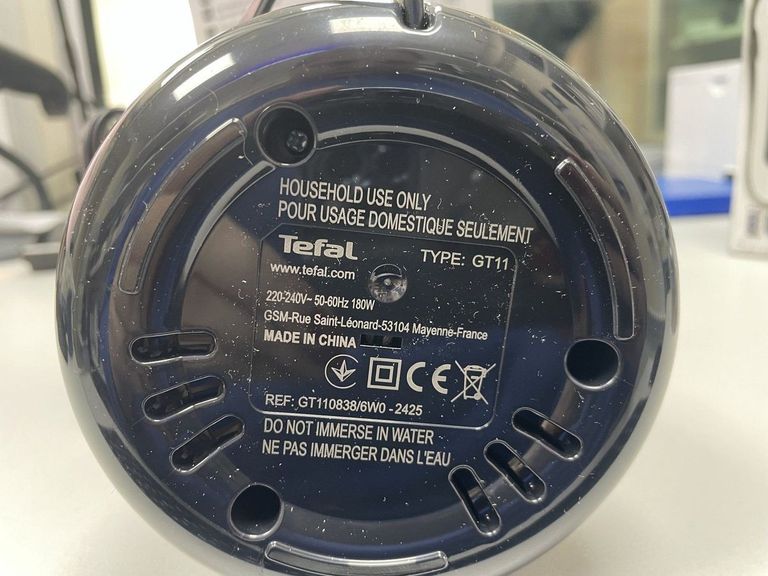 HOUSEHOLD USE ONLY
POUR USAGE DOMESTIQUE SEULEMENT
Tefal TYPE: GT11
www.tefal.com
220-240V~ 50-60Hz 180W
GSM-Rue Saint-Léonard-53104 Mayenne-France
MADE IN CHINA
CE
REF: GT110838/6W0 - 2425
DO NOT IMMERSE IN WATER
NE PAS IMMERGER DANS L'EAU